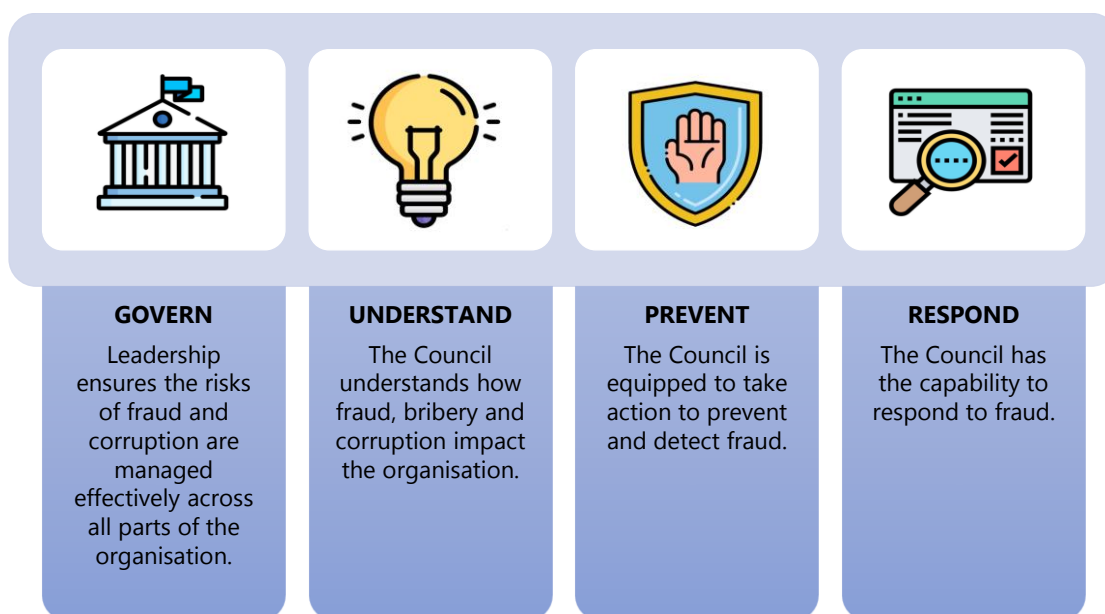 GOVERN
Leadership
ensures the risks
of fraud and
corruption are
managed
effectively across
all parts of the
organisation.
UNDERSTAND
The Council
understands how
fraud, bribery and
corruption impact
the organisation.
PREVENT
The Council is
equipped to take
action to prevent
and detect fraud.
RESPOND
The Council has
the capability to
respond to fraud.